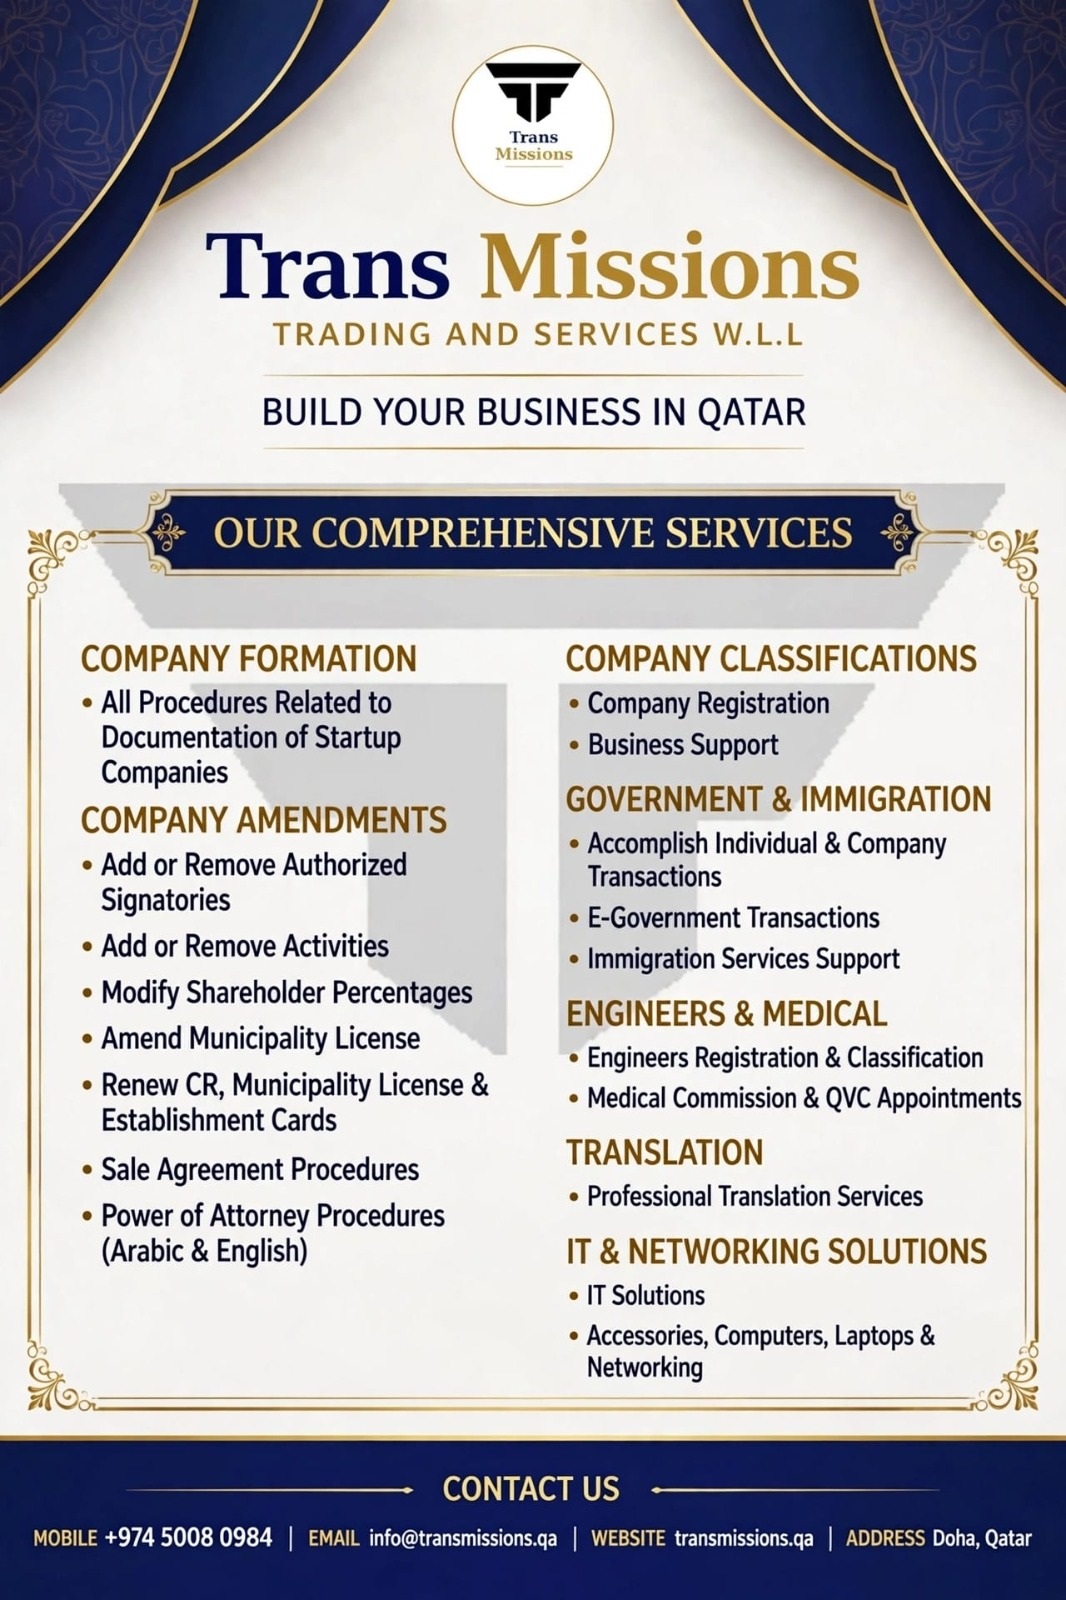 Trans
Missions
Trans Missions
TRADING AND SERVICES W.L.L
BUILD YOUR BUSINESS IN QATAR
OUR COMPREHENSIVE SERVICES
COMPANY FORMATION
• All Procedures Related to
Documentation of Startup
Companies
COMPANY AMENDMENTS
• Add or Remove Authorized
Signatories
• Add or Remove Activities
• Modify Shareholder Percentages
• Amend Municipality License
• Renew CR, Municipality License &
Establishment Cards
• Sale Agreement Procedures
• Power of Attorney Procedures
(Arabic & English)
COMPANY CLASSIFICATIONS
• Company Registration
• Business Support
GOVERNMENT & IMMIGRATION
• Accomplish Individual & Company
Transactions
• E-Government Transactions
• Immigration Services Support
ENGINEERS & MEDICAL
• Engineers Registration & Classification
• Medical Commission & QVC Appointments
TRANSLATION
• Professional Translation Services
IT & NETWORKING SOLUTIONS
• IT Solutions
• Accessories, Computers, Laptops &
Networking
CONTACT US
MOBILE +974 5008 0984 | EMAIL info@transmissions.qa | WEBSITE transmissions.qa | ADDRESS Doha, Qatar